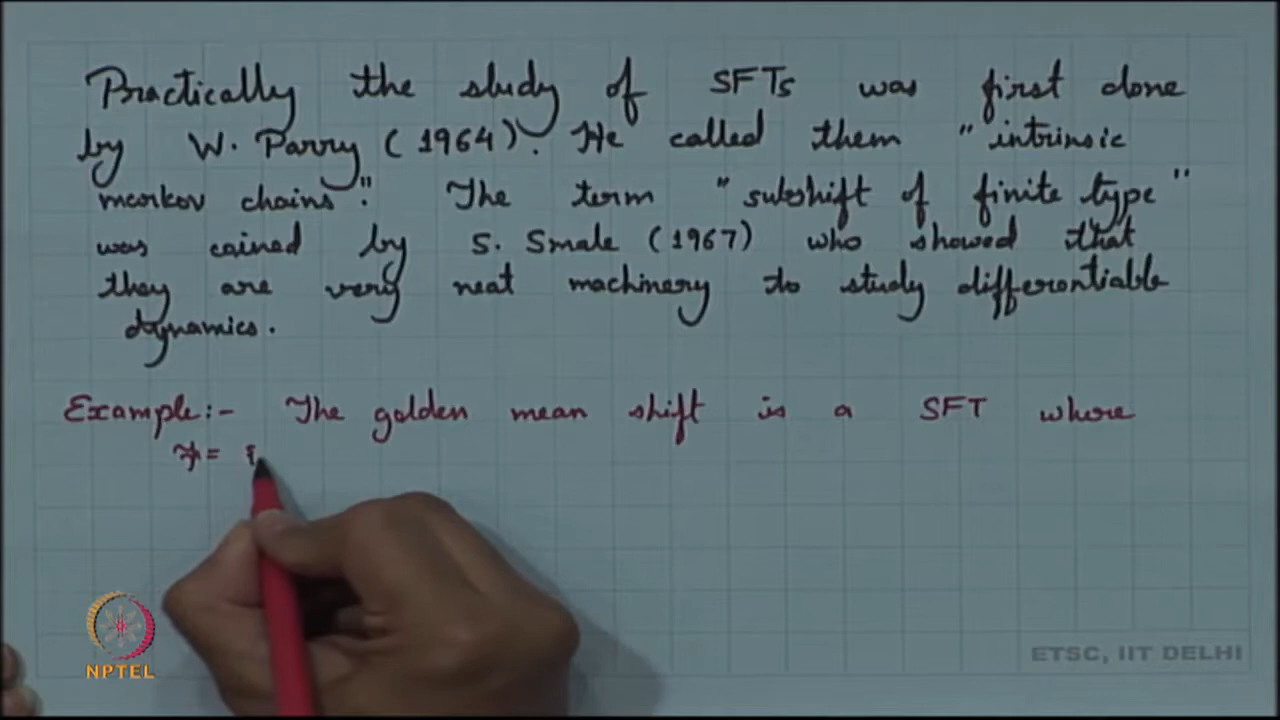 Practically the study of SFTs was first done
by W. Parry (1964). He called them "intrinsic
markov chains". The term "subshift of finite type"
was coined by S. Smale (1967) who showed that
they are very neat machinery to study differentiable
dynamics.
Example:- The golden mean shift is a SFT where
= {
NPTEL
ETSC, IIT DELHI